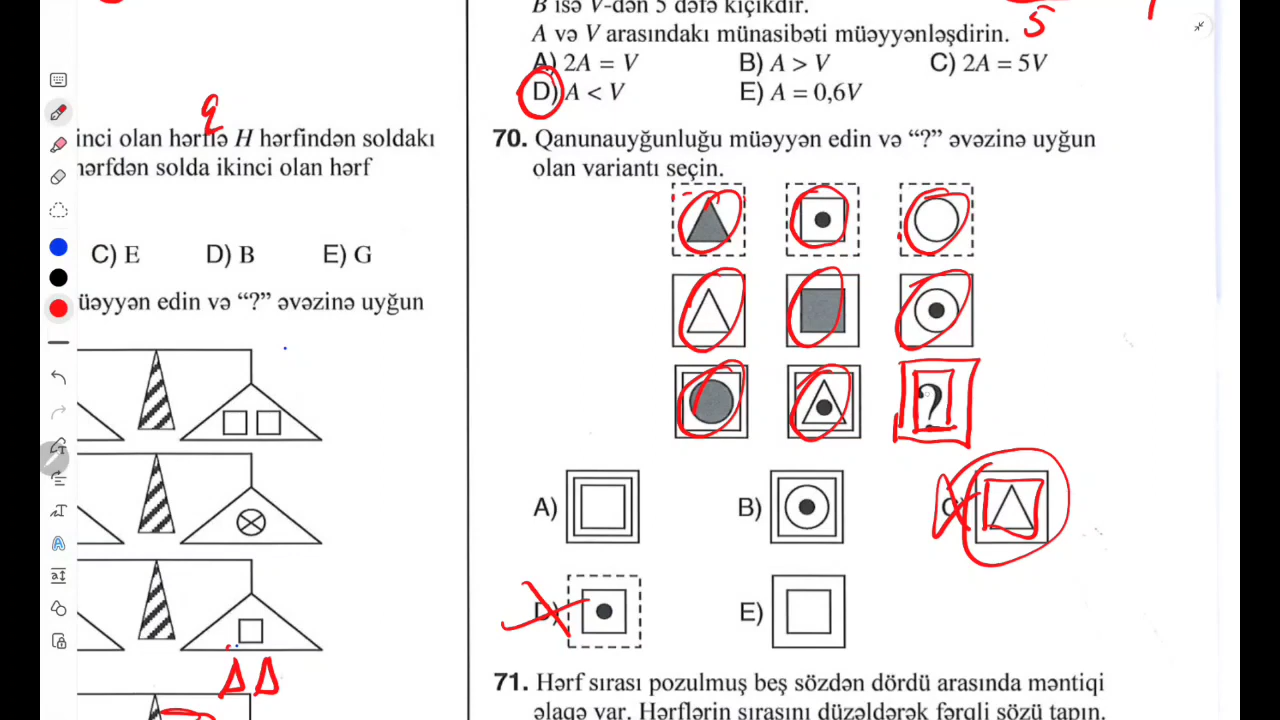 q
inci olan hərflə H hərfindən soldakı
hərfdən solda ikinci olan hərf
C) E D) B E) G
müəyyən edin və “?” əvəzinə uyğun
B isə V-dən 5 dəfə kiçikdir.
5
A və V arasındakı münasibəti müəyyənləşdirin.
A) 2A = V B) A > V C) 2A = 5V
D) A < V E) A = 0,6V
70. Qanunauyğunluğu müəyyən edin və “?” əvəzinə uyğun
olan variantı seçin.
?
A) B) C)
D) E)
71. Hərf sırası pozulmuş beş sözdən dördü arasında məntiqi
əlaqə var. Hərflərin sırasını düzəldərək fərqli sözü tapın.